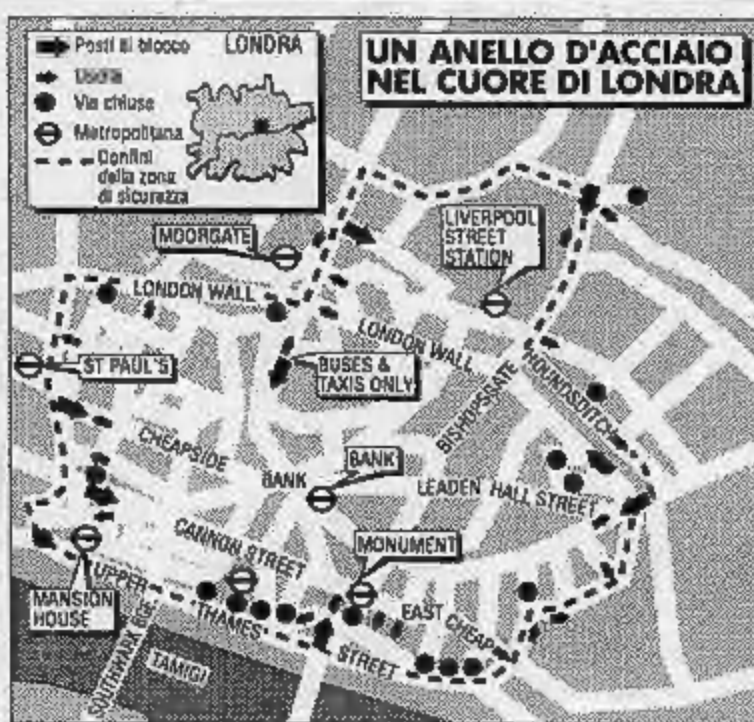 UN ANELLO D'ACCIAIO
NEL CUORE DI LONDRA
Posti di blocco
LONDRA
Uscita
Vie chiuse
Metropolitana
Confini
della zona
di sicurezza
MOORGATE
LIVERPOOL
STREET
STATION
LONDON WALL
LONDON WALL
ST PAUL'S
BUSES &
TAXIS ONLY
BISHOPSGATE
HOUNDSDITCH
CHEAPSIDE
BANK
BANK
LEADEN HALL STREET
CANNON STREET
MONUMENT
MANSION
HOUSE
UPPER
THAMES
STREET
EAST CHEAP
SOUTHWARK BGE
TAMIGI